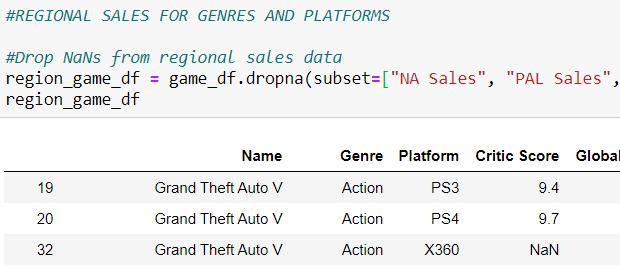 #REGIONAL SALES FOR GENRES AND PLATFORMS
#Drop NaNs from regional sales data
region_game_df = game_df.dropna(subset=["NA Sales", "PAL Sales",
region_game_df
Name Genre Platform Critic Score Global
19 Grand Theft Auto V Action PS3 9.4
20 Grand Theft Auto V Action PS4 9.7
32 Grand Theft Auto V Action X360 NaN